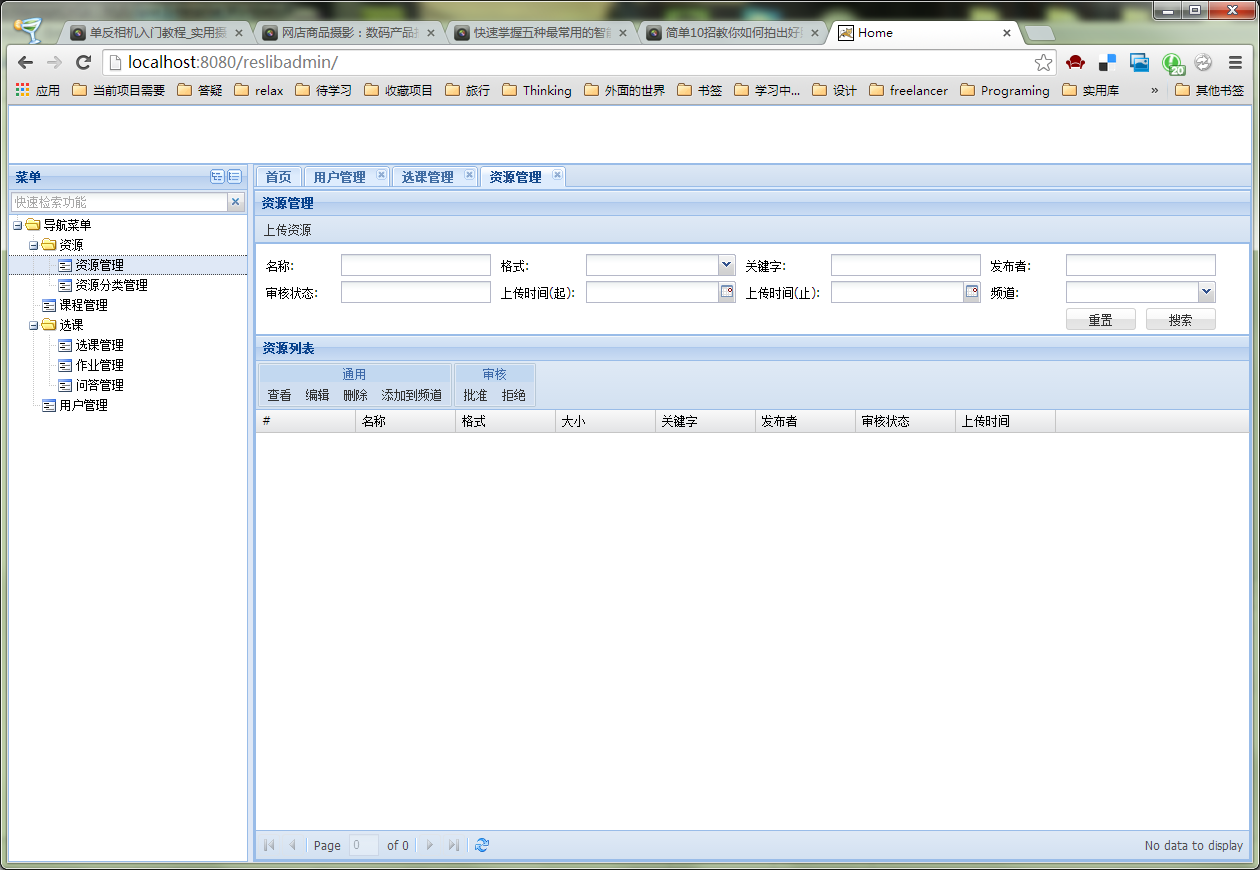 单反相机入门教程_实用摄
网店商品摄影：数码产品
快速掌握五种最常用的智
简单10招教你如何拍出好
Home
localhost:8080/reslibadmin/
应用 当前项目需要 答疑 relax 待学习 收藏项目 旅行 Thinking 外面的世界 书签 学习中... 设计 freelancer Programing 实用库 » 其他书签
20
菜单
快速检索功能
导航菜单
资源
资源管理
资源分类管理
课程管理
选课
选课管理
作业管理
问答管理
用户管理
首页 用户管理 选课管理 资源管理
资源管理
上传资源
名称: 格式: 关键字: 发布者:
审核状态: 上传时间(起): 上传时间(止): 频道:
重置 搜索
资源列表
通用 审核
查看 编辑 删除 添加到频道 批准 拒绝
# 名称 格式 大小 关键字 发布者 审核状态 上传时间
Page 0 of 0 No data to display